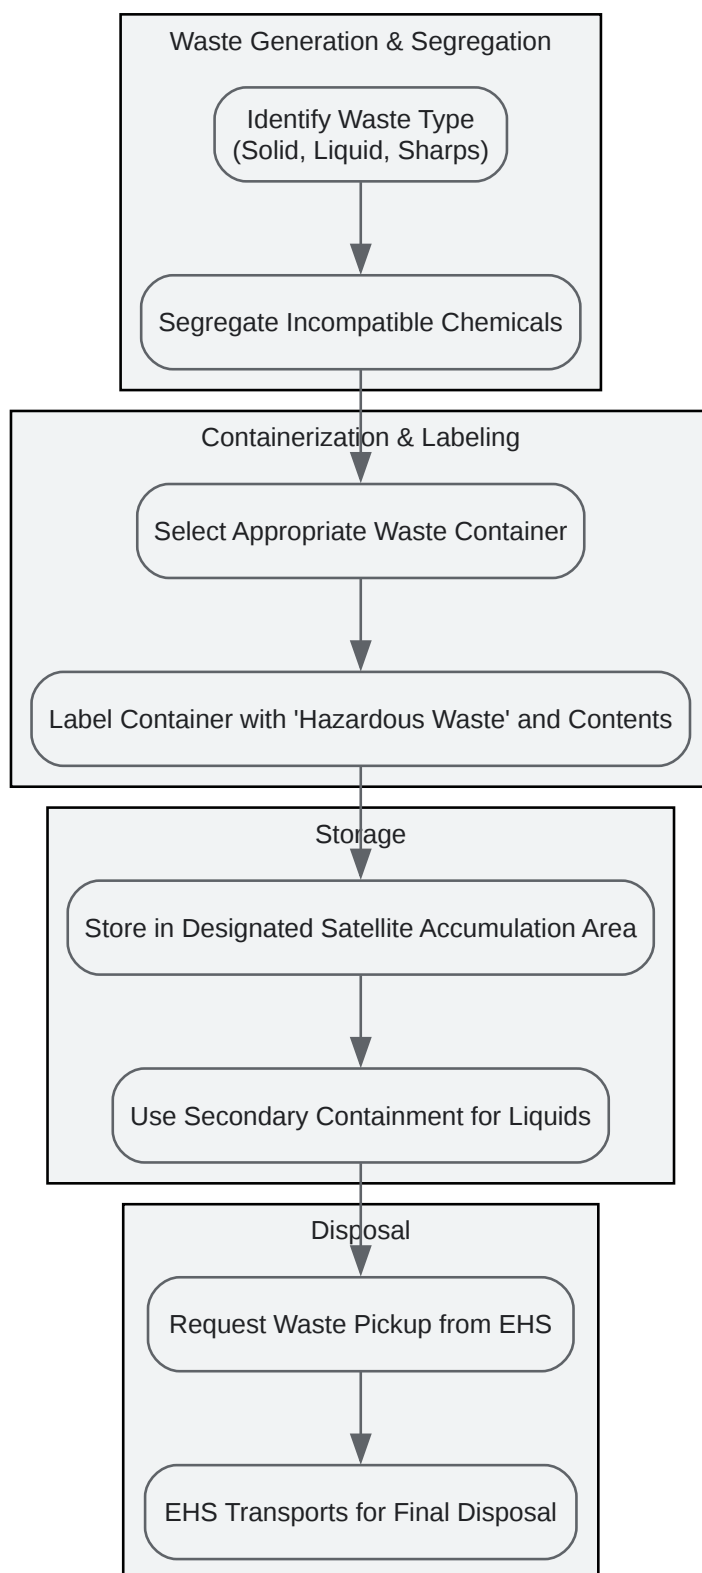 Waste Generation & Segregation
Identify Waste Type
(Solid, Liquid, Sharps)
Segregate Incompatible Chemicals
Containerization & Labeling
Select Appropriate Waste Container
Label Container with 'Hazardous Waste' and Contents
Storage
Store in Designated Satellite Accumulation Area
Use Secondary Containment for Liquids
Disposal
Request Waste Pickup from EHS
EHS Transports for Final Disposal